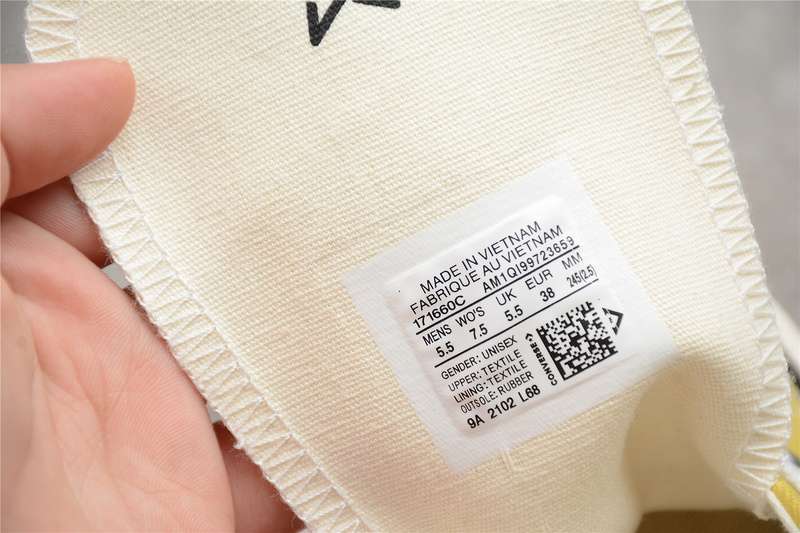 MADE IN VIETNAM
FABRIQUE AU VIETNAM
171660C AM1QI99723659
MENS WO'S UK EUR MM
5.5 7.5 5.5 38 245(2.5)
GENDER: UNISEX
UPPER: TEXTILE
LINING: TEXTILE
OUTSOLE: RUBBER
9A 2102 L68
CONVERSE